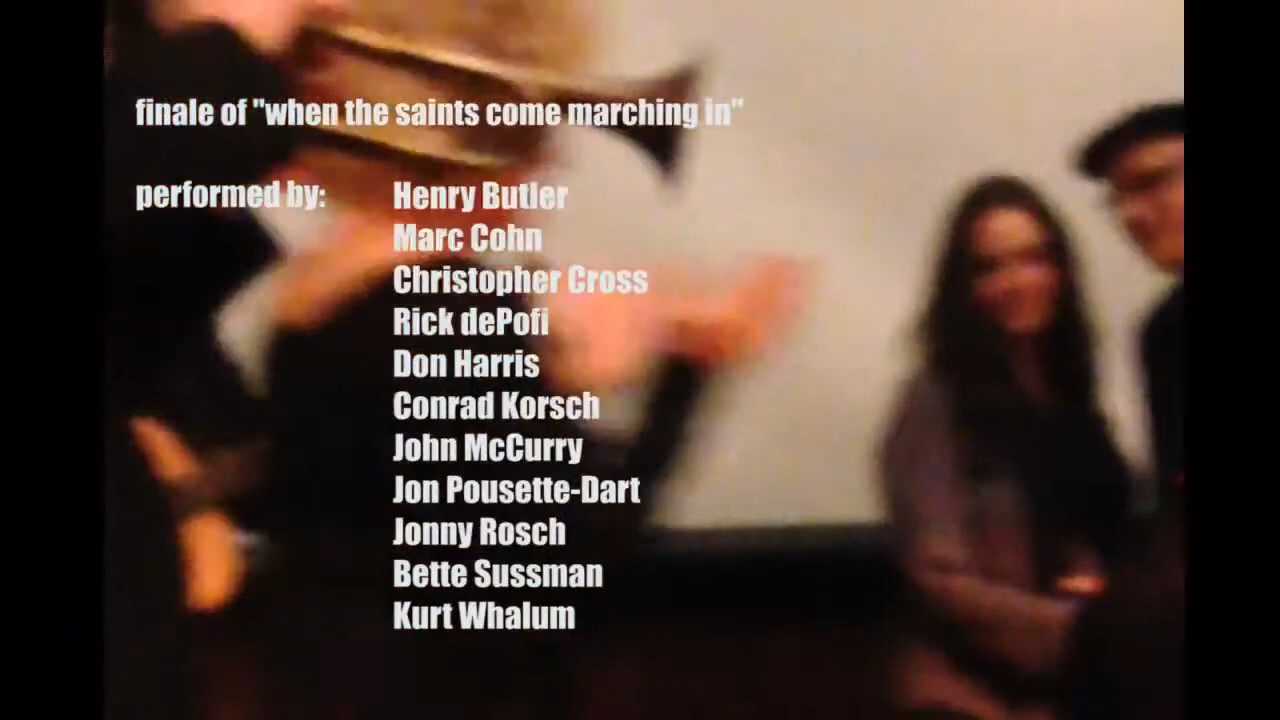 finale of "when the saints come marching in"
performed by: Henry Butler
Marc Cohn
Christopher Cross
Rick dePofi
Don Harris
Conrad Korsch
John McCurry
Jon Pousette-Dart
Jonny Rosch
Bette Sussman
Kurt Whalum